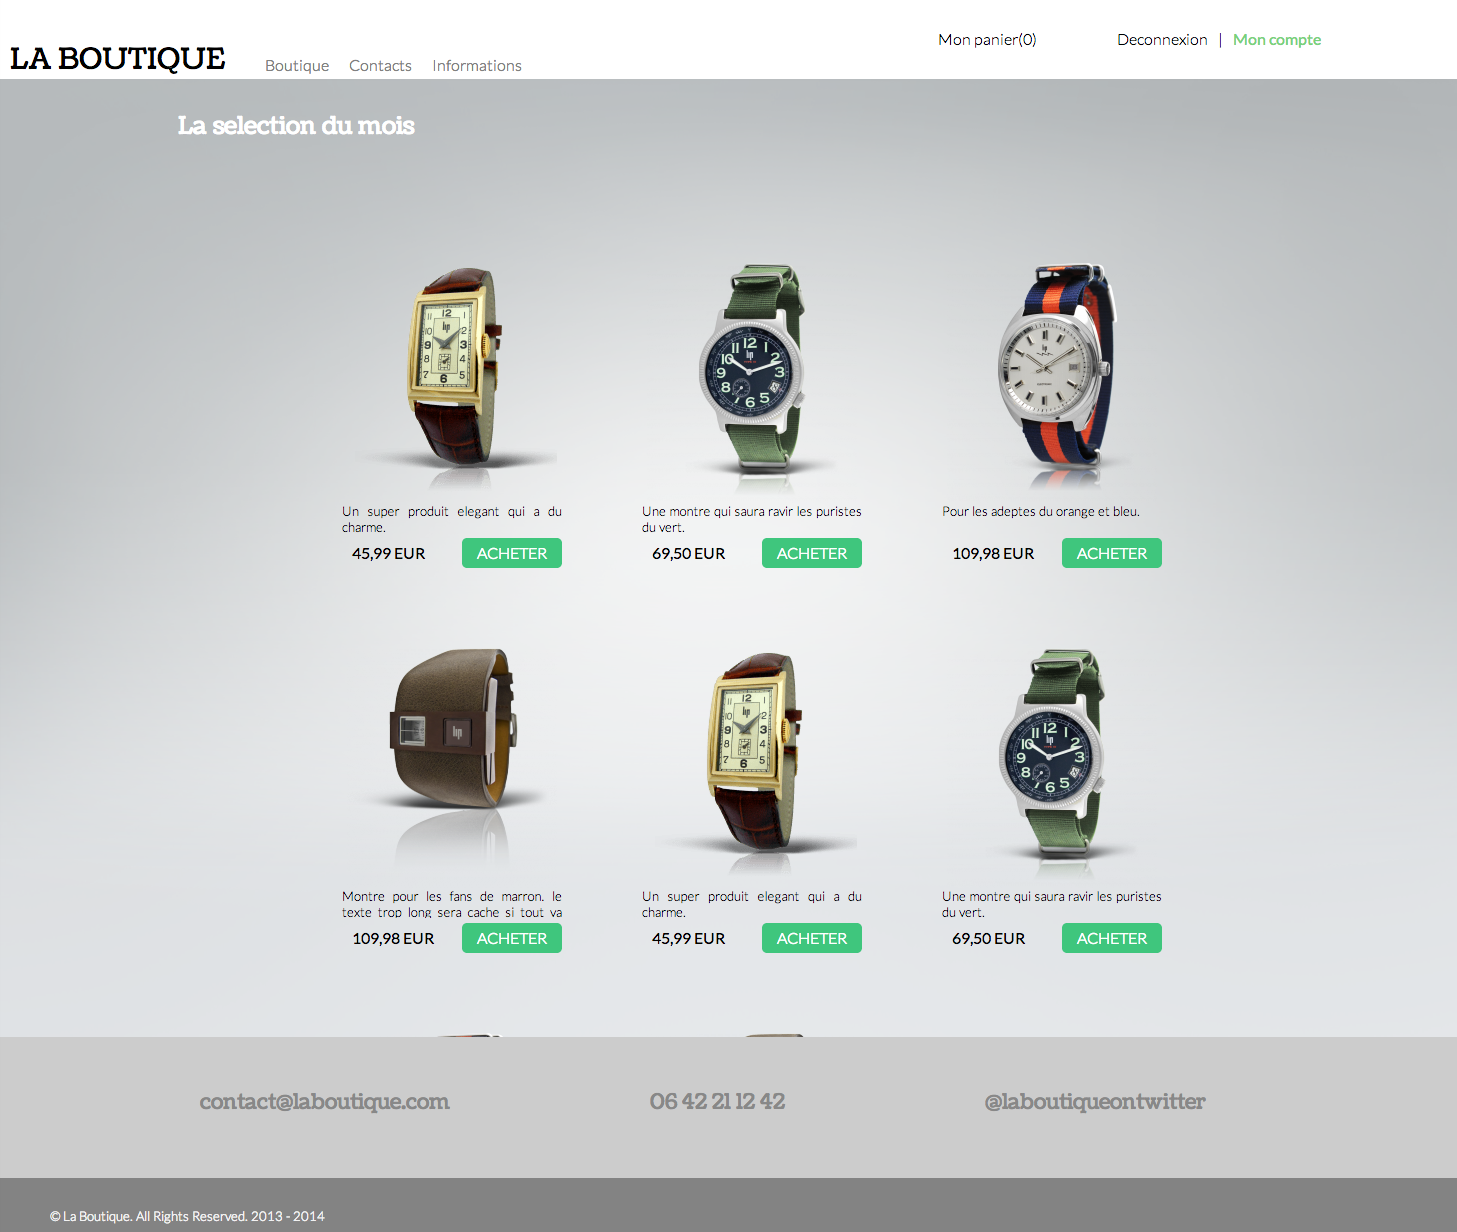 LA BOUTIQUE
Boutique Contacts Informations
Mon panier(0)
Deconnexion | Mon compte
La selection du mois
Un super produit elegant qui a du
charme.
45,99 EUR ACHETER
Une montre qui saura ravir les puristes
du vert.
69,50 EUR ACHETER
Pour les adeptes du orange et bleu.
109,98 EUR ACHETER
Montre pour les fans de marron. le
texte trop long sera cache si tout va
109,98 EUR ACHETER
Un super produit elegant qui a du
charme.
45,99 EUR ACHETER
Une montre qui saura ravir les puristes
du vert.
69,50 EUR ACHETER
contact@laboutique.com
06 42 21 12 42
@laboutiqueontwitter
© La Boutique. All Rights Reserved. 2013 - 2014